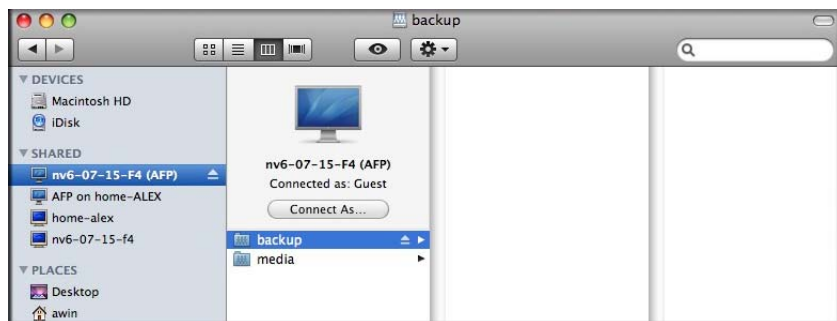 backup
DEVICES
Macintosh HD
iDisk
SHARED
nv6-07-15-F4 (AFP)
AFP on home-ALEX
home-alex
nv6-07-15-f4
PLACES
Desktop
awin
nv6-07-15-F4 (AFP)
Connected as: Guest
Connect As...
backup
media